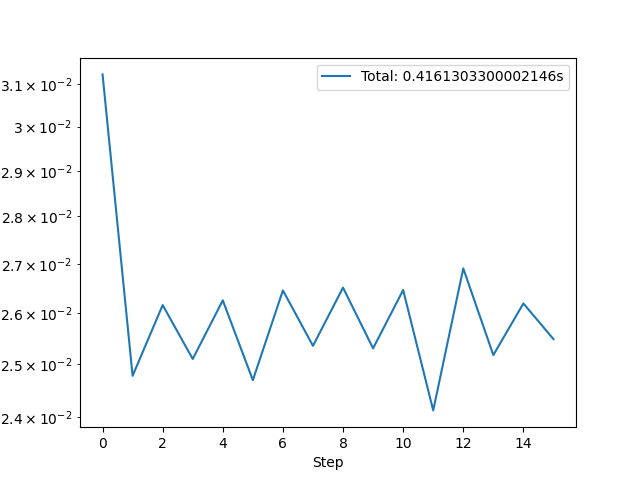 Total: 0.4161303300002146s
3.1 × 10⁻²
3 × 10⁻²
2.9 × 10⁻²
2.8 × 10⁻²
2.7 × 10⁻²
2.6 × 10⁻²
2.5 × 10⁻²
2.4 × 10⁻²
0 2 4 6 8 10 12 14
Step